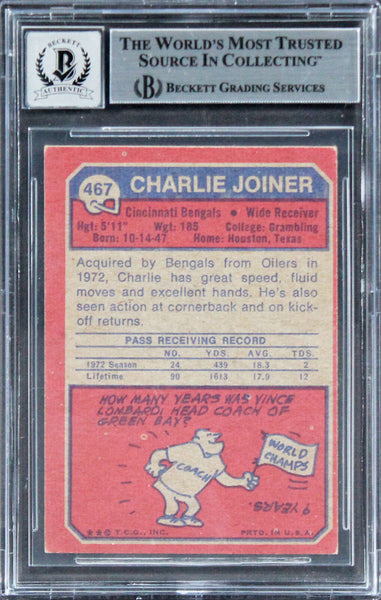 THE WORLD'S MOST TRUSTED
SOURCE IN COLLECTING™
BECKETT GRADING SERVICES
BECKETT
AUTHENTIC
467
CHARLIE JOINER
Cincinnati Bengals • Wide Receiver
Hgt: 5'11" Wgt: 185 College: Grambling
Born: 10-14-47 Home: Houston, Texas
Acquired by Bengals from Oilers in
1972, Charlie has great speed, fluid
moves and excellent hands. He's also
seen action at cornerback and on kick-
off returns.
PASS RECEIVING RECORD
NO. YDS. AVG. TDS.
1972 Season 24 439 18.3 2
Lifetime 90 1613 17.9 12
HOW MANY YEARS WAS VINCE
LOMBARDI HEAD COACH OF
GREEN BAY?
WORLD
CHAMPS
COACH
9 YEARS.
★★© T.C.G., INC. PRTD. IN U.S.A.